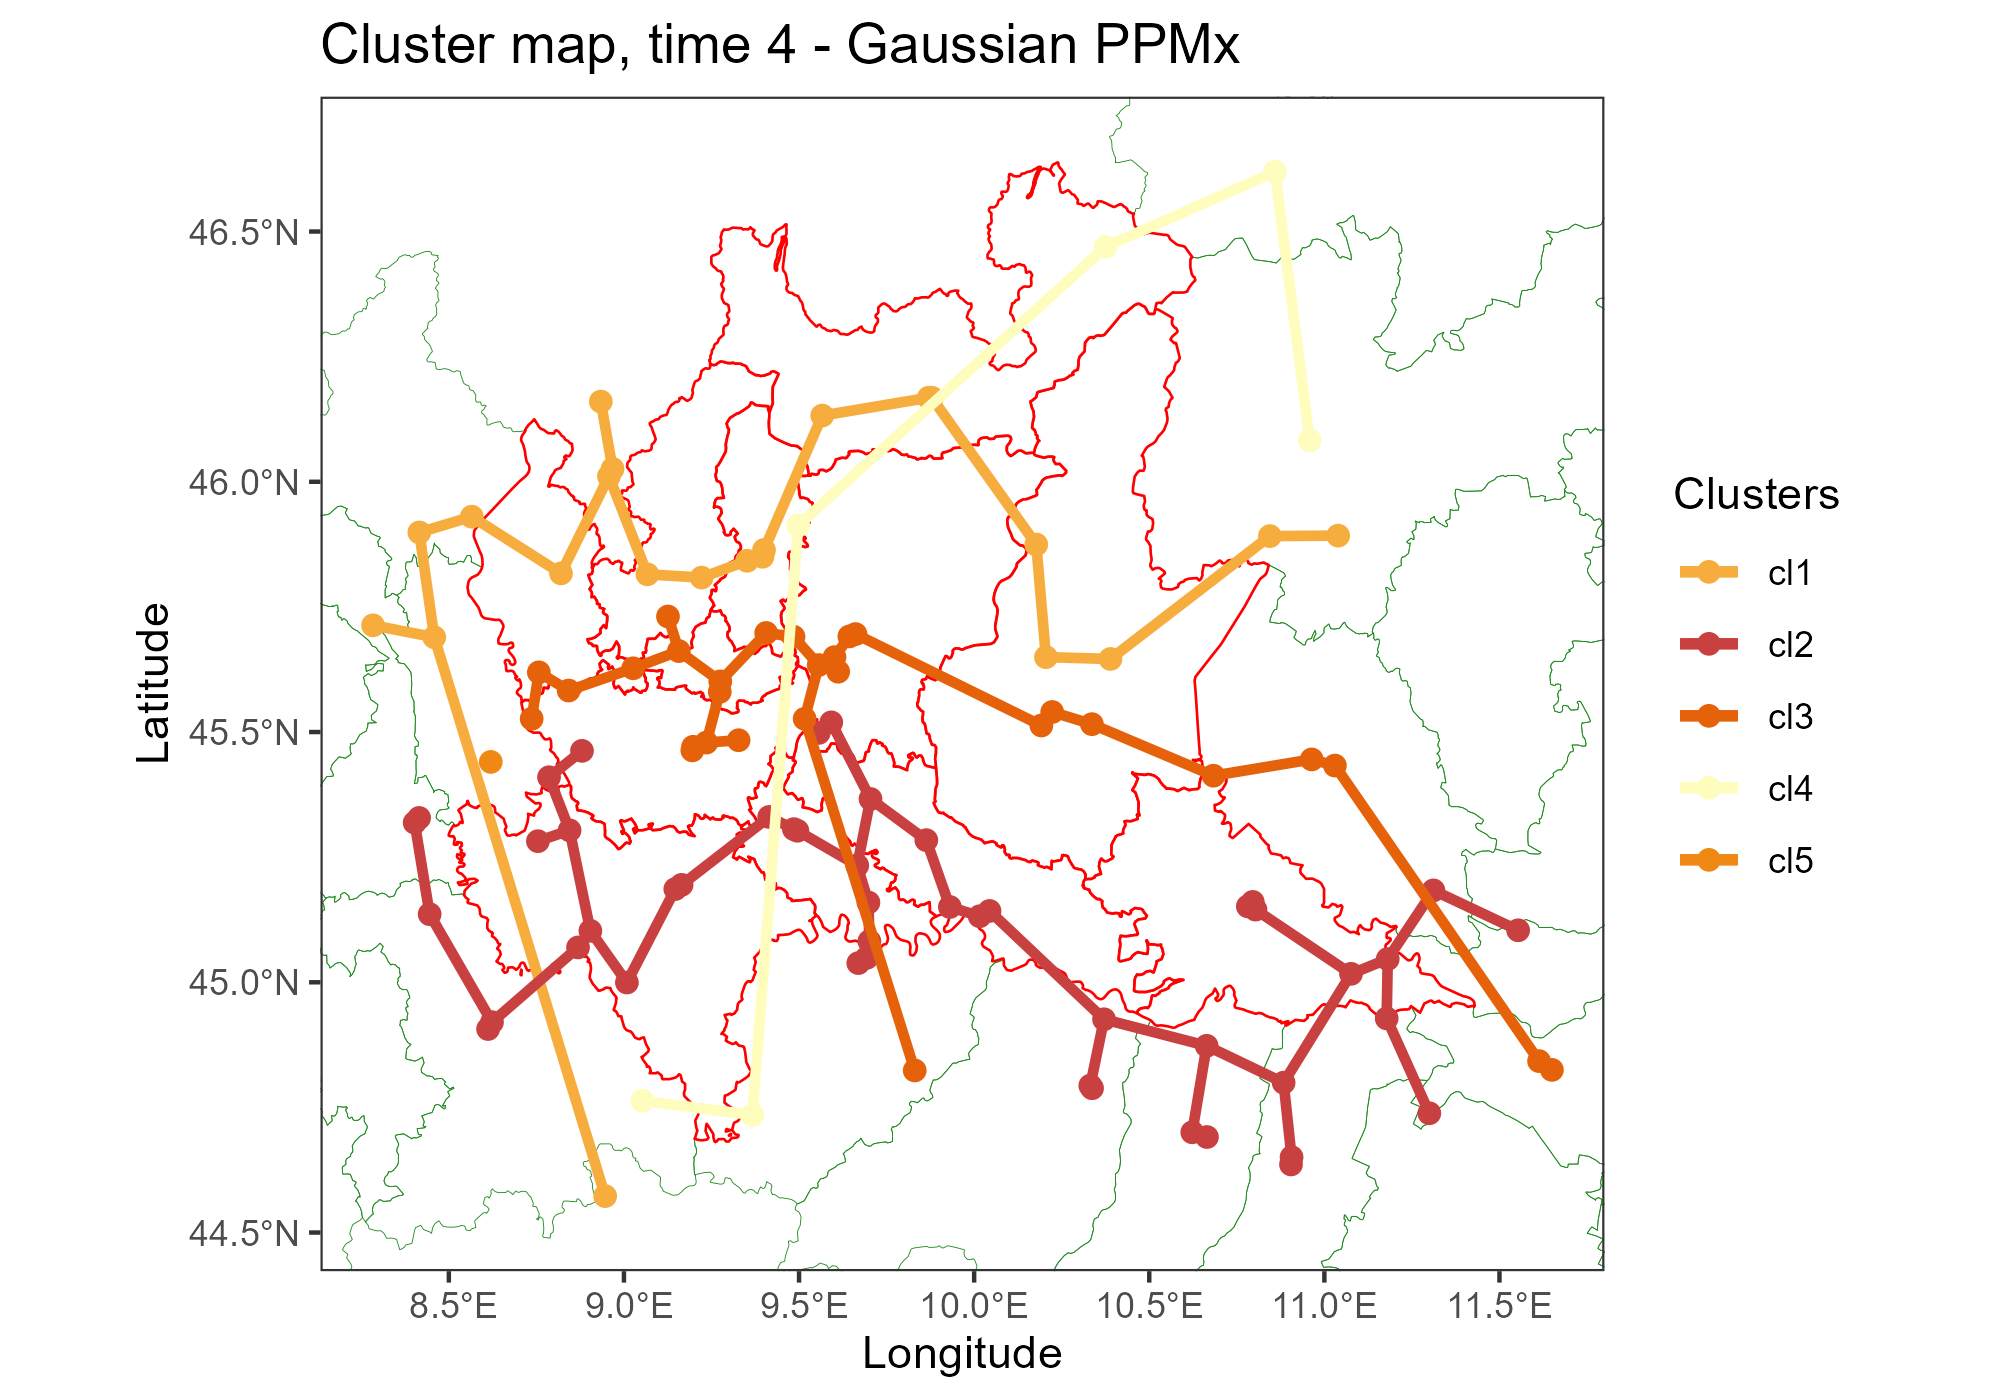 Cluster map, time 4 - Gaussian PPMx
46.5°N
46.0°N
45.5°N
45.0°N
44.5°N
Latitude
8.5°E
9.0°E
9.5°E
10.0°E
10.5°E
11.0°E
11.5°E
Longitude
Clusters
cl1
cl2
cl3
cl4
cl5